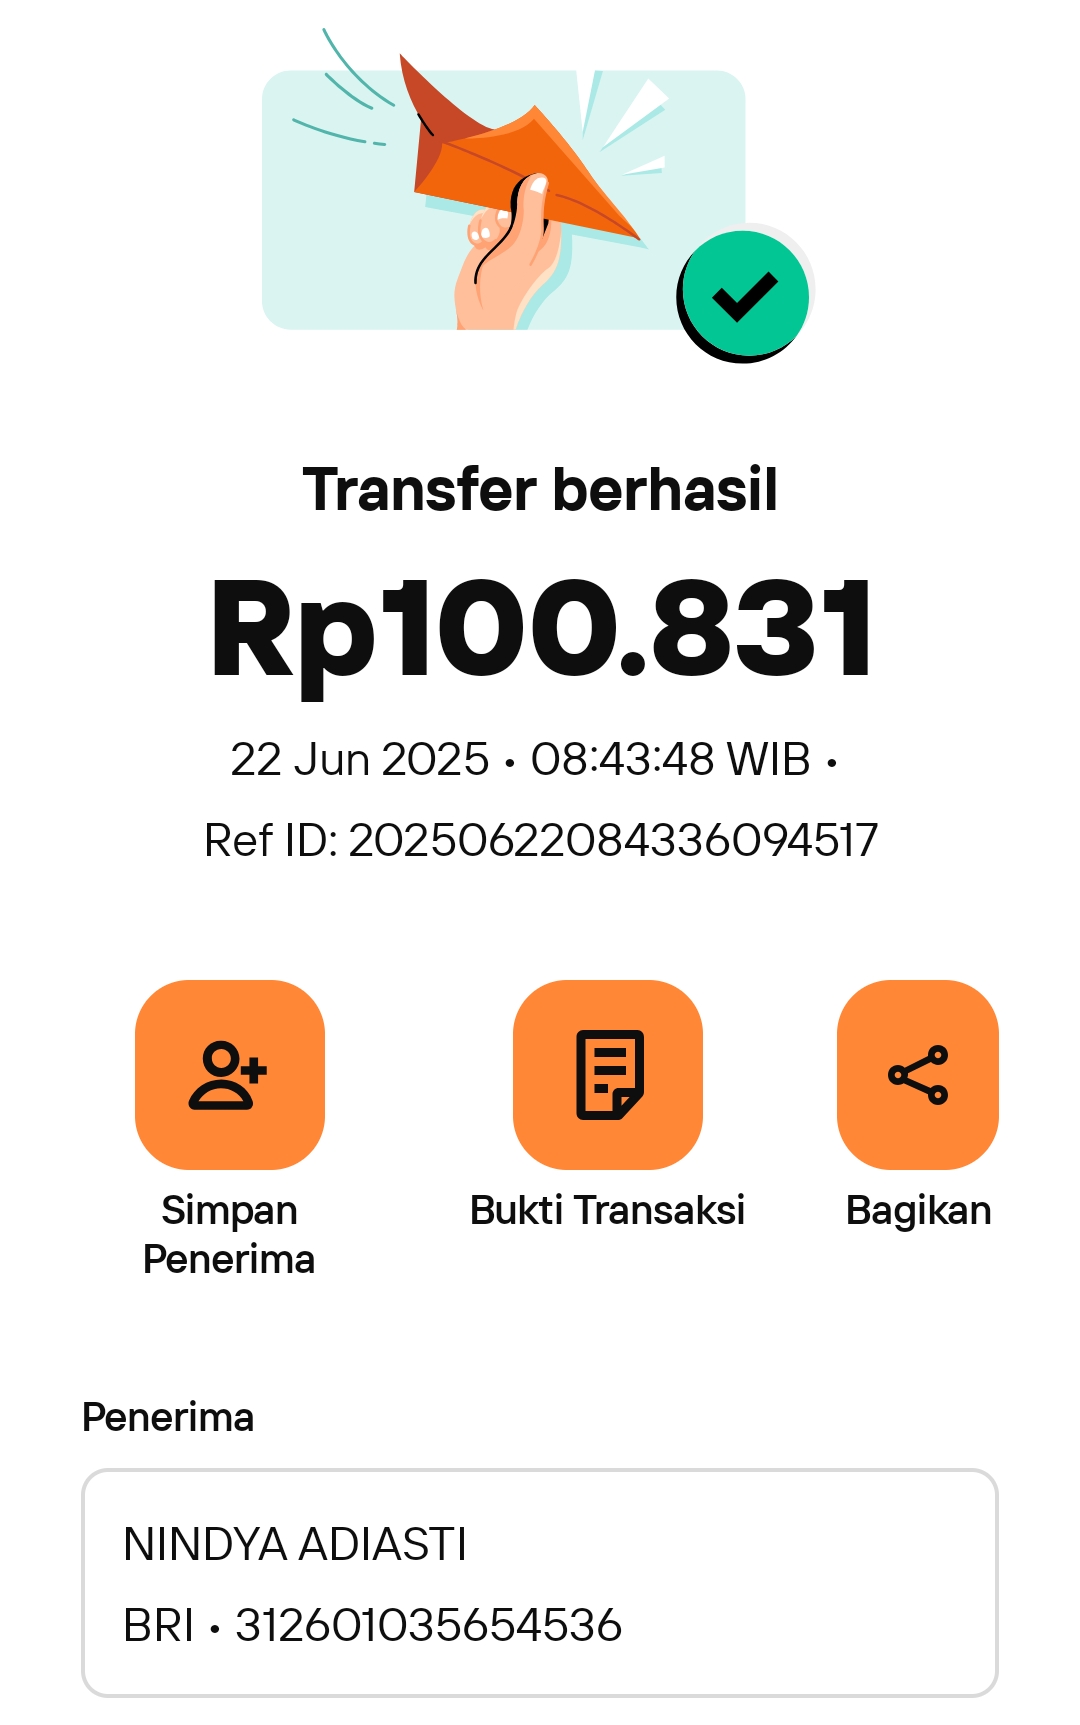 Transfer berhasil
Rp100.831
22 Jun 2025 • 08:43:48 WIB •
Ref ID: 20250622084336094517
Simpan
Penerima
Bukti Transaksi
Bagikan
Penerima
NINDYA ADIASTI
BRI • 312601035654536